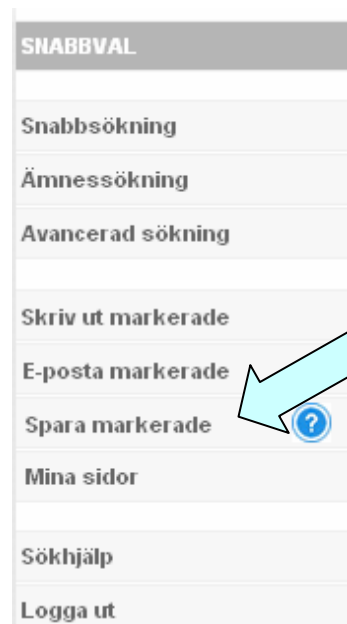 SNABBVAL
Snabbsökning
Ämnessökning
Avancerad sökning
Skriv ut markerade
E-posta markerade
Spara markerade ?
Mina sidor
Sökhjälp
Logga ut